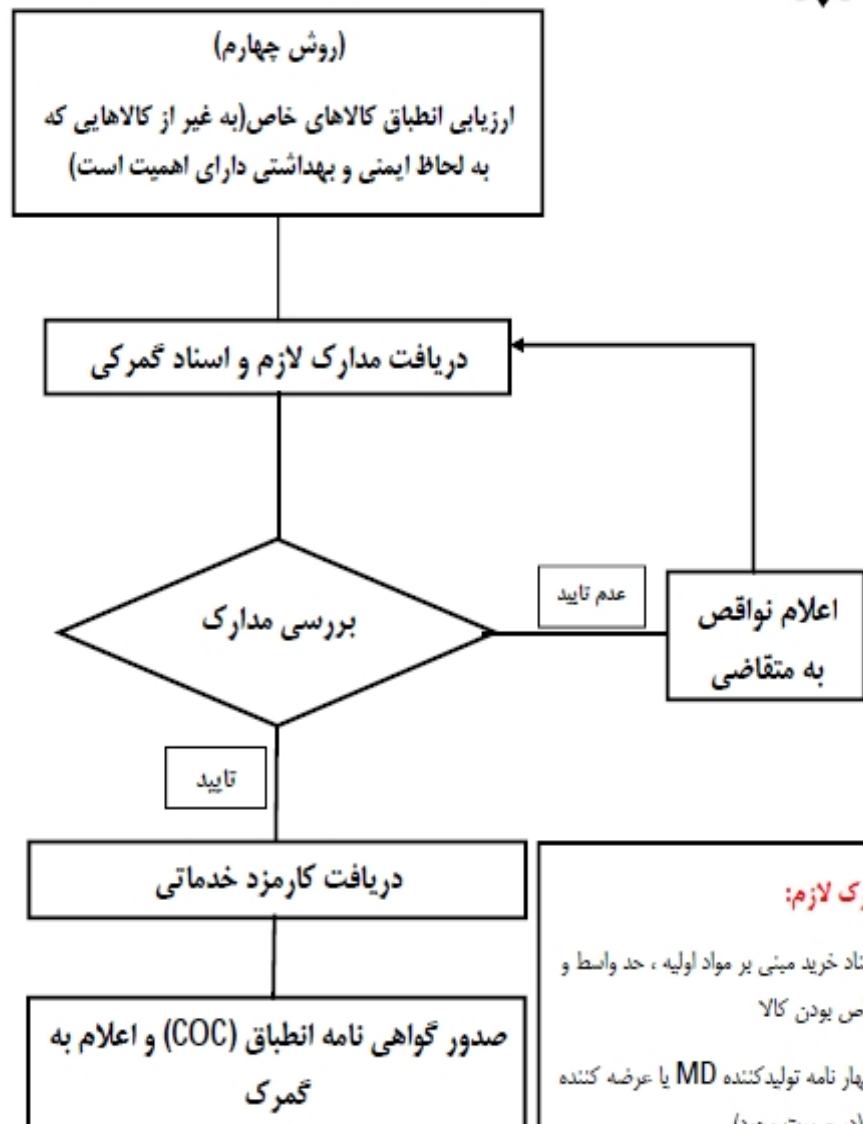 (روش چهارم)
ارزیابی انطباق کالاهای خاص(به غیر از کالاهایی که
به لحاظ ایمنی و بهداشتی دارای اهمیت است)
دریافت مدارک لازم و اسناد گمرکی
بررسی مدارک
عدم تایید
اعلام نواقص
به متقاضی
تایید
دریافت کارمزد خدماتی
صدور گواهی نامه انطباق (COC) و اعلام به
گمرک
لازم:
خرید مبنی بر مواد اولیه ، حد واسط و
بودن کالا
نامه تولیدکننده MD یا عرضه کننده